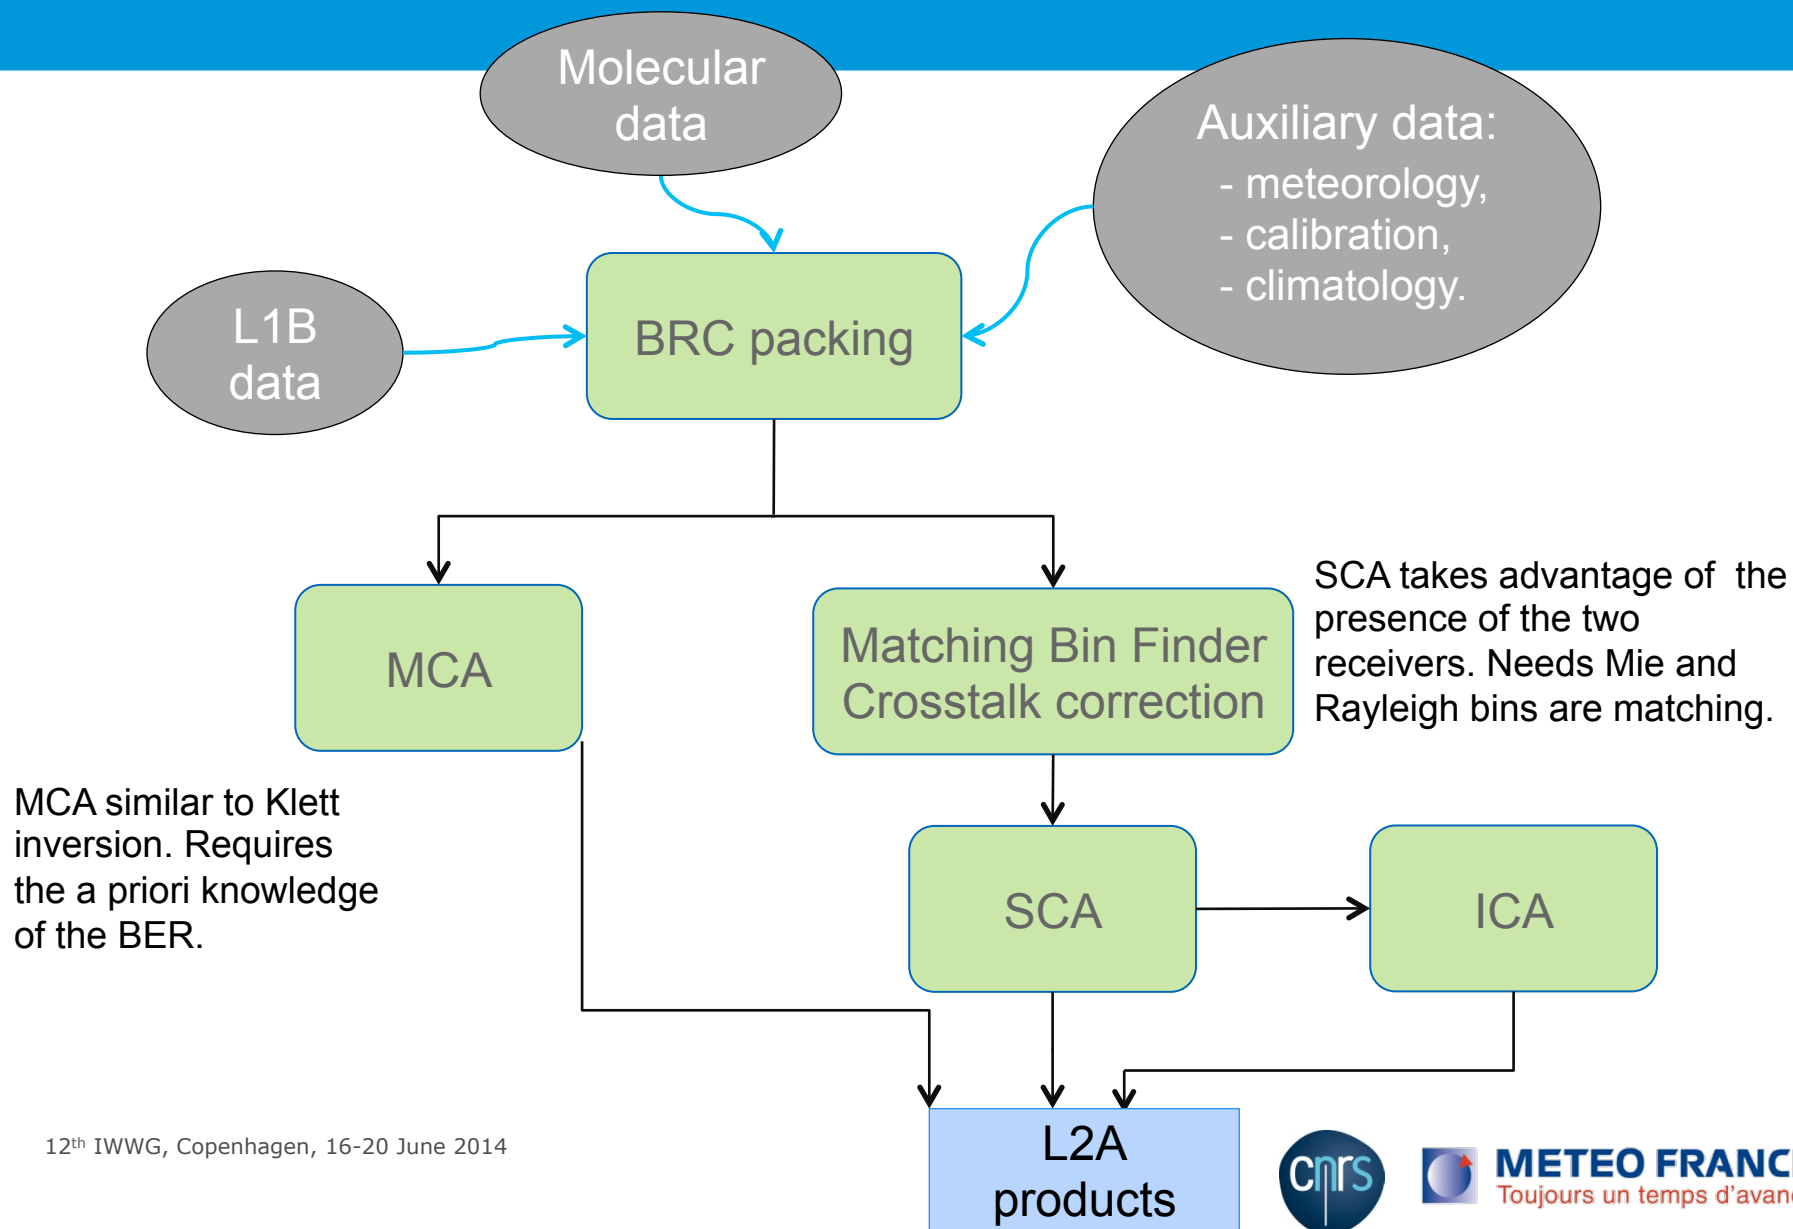 Molecular
data
Auxiliary data:
- meteorology,
- calibration,
- climatology.
L1B
data
BRC packing
MCA
Matching Bin Finder
Crosstalk correction
SCA takes advantage of the
presence of the two
receivers. Needs Mie and
Rayleigh bins are matching.
MCA similar to Klett
inversion. Requires
the a priori knowledge
of the BER.
SCA
ICA
L2A
products
12th IWWG, Copenhagen, 16-20 June 2014
cnrs
METEO FRANC
Toujours un temps d'avan